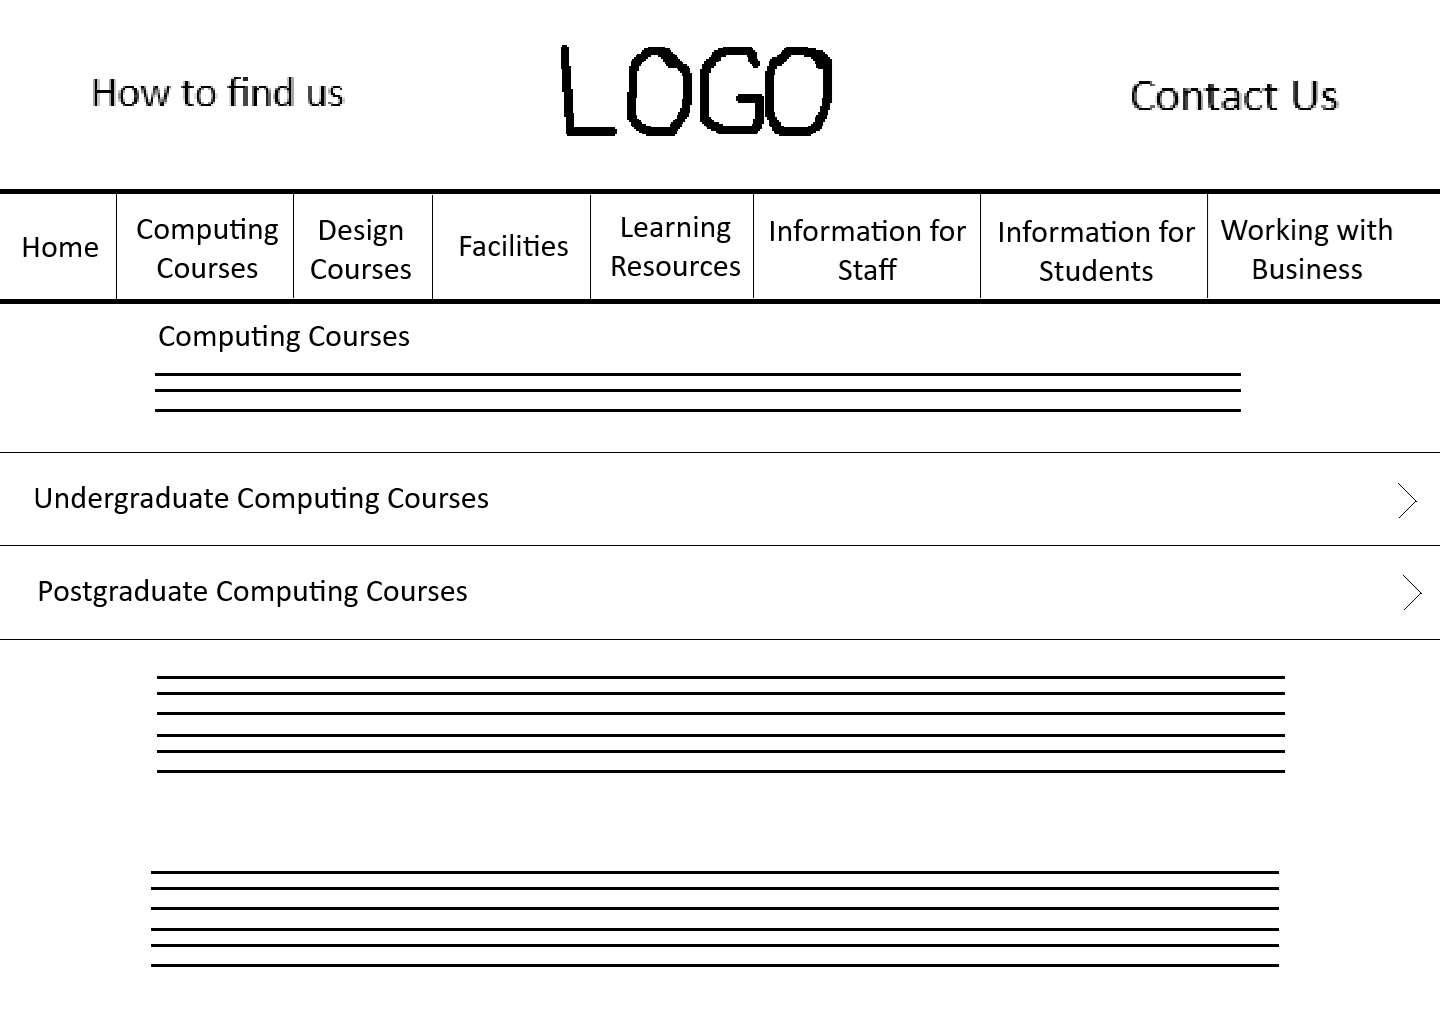 How to find us
LOGO
Contact Us
Home
Computing
Courses
Design
Courses
Facilities
Learning
Resources
Information for
Staff
Information for
Students
Working with
Business
Computing Courses
Undergraduate Computing Courses
Postgraduate Computing Courses